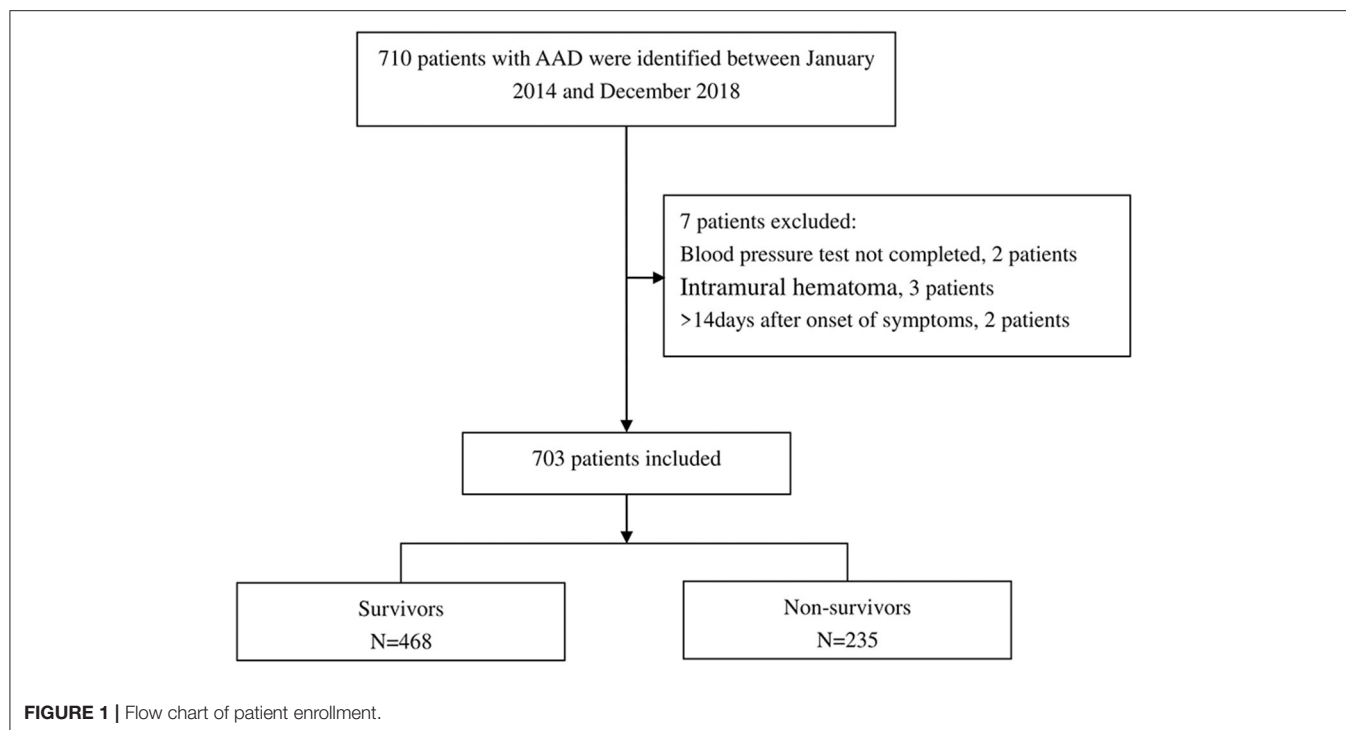 710 patients with AAD were identified between January
2014 and December 2018
7 patients excluded:
Blood pressure test not completed, 2 patients
Intramural hematoma, 3 patients
>14days after onset of symptoms, 2 patients
703 patients included
Survivors
N=468
Non-survivors
N=235
FIGURE 1 | Flow chart of patient enrollment.